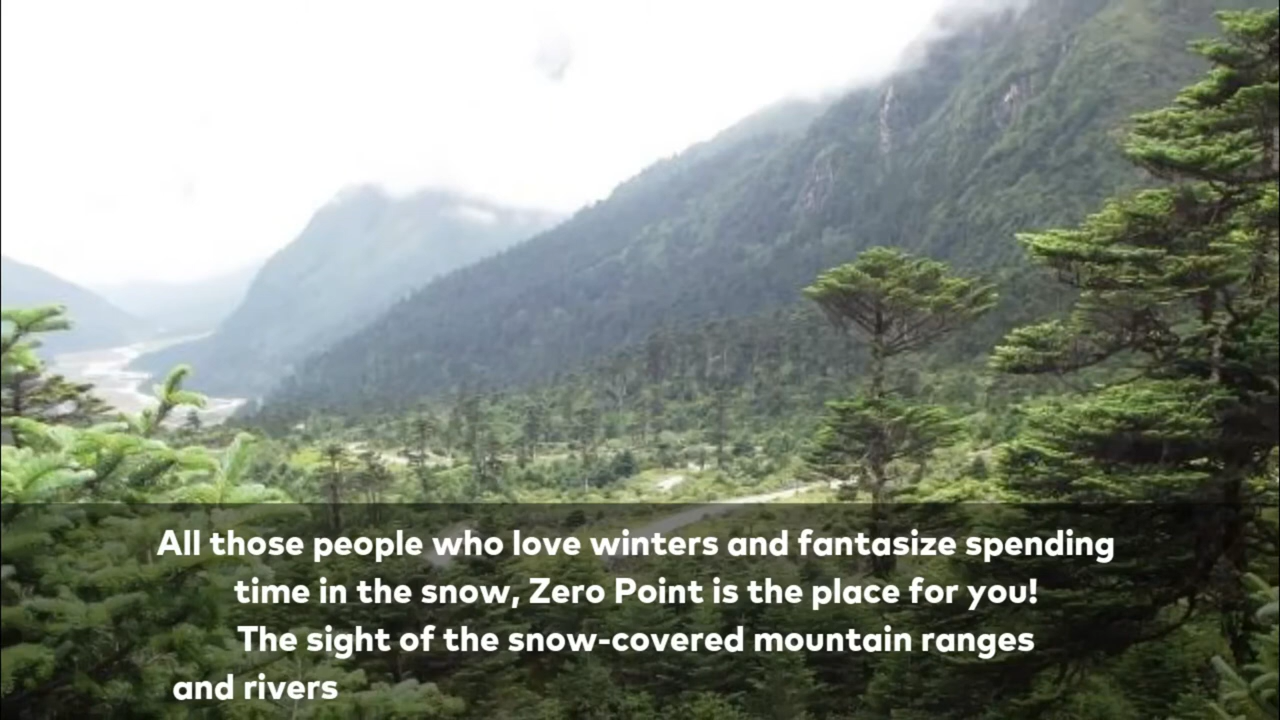 All those people who love winters and fantasize spending
time in the snow, Zero Point is the place for you!
The sight of the snow-covered mountain ranges
and rivers